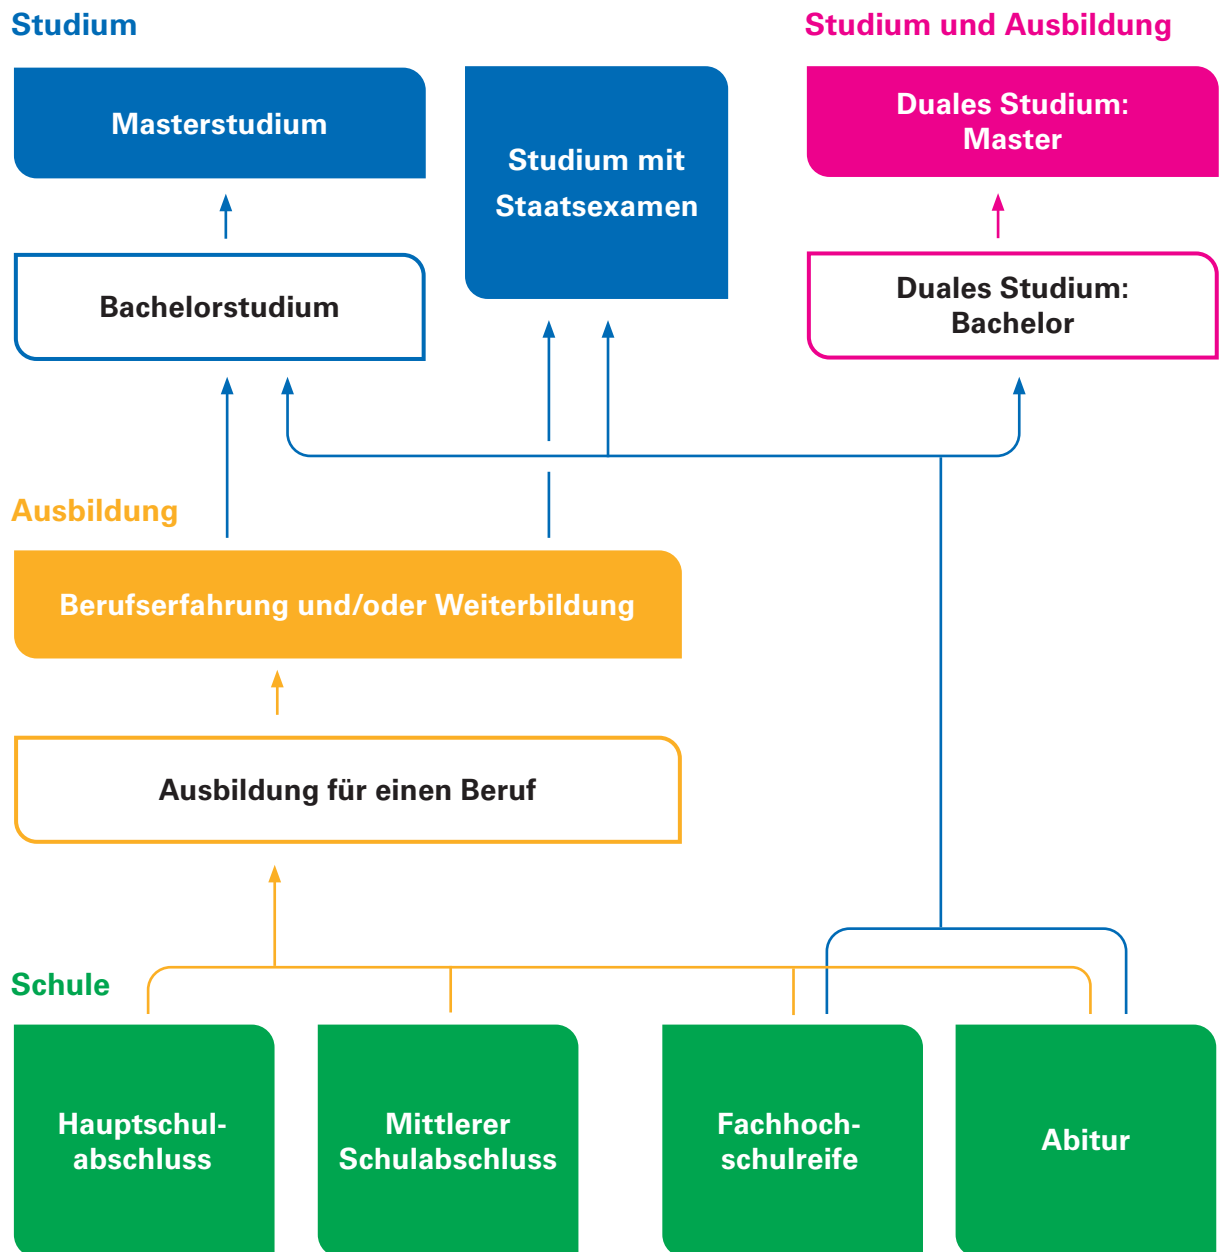 Studium
Studium und Ausbildung
Masterstudium
Studium mit
Staatsexamen
Duales Studium:
Master
Bachelorstudium
Duales Studium:
Bachelor
Ausbildung
Berufserfahrung und/oder Weiterbildung
Ausbildung für einen Beruf
Schule
Hauptschul-
abschluss
Mittlerer
Schulabschluss
Fachhoch-
schulreife
Abitur